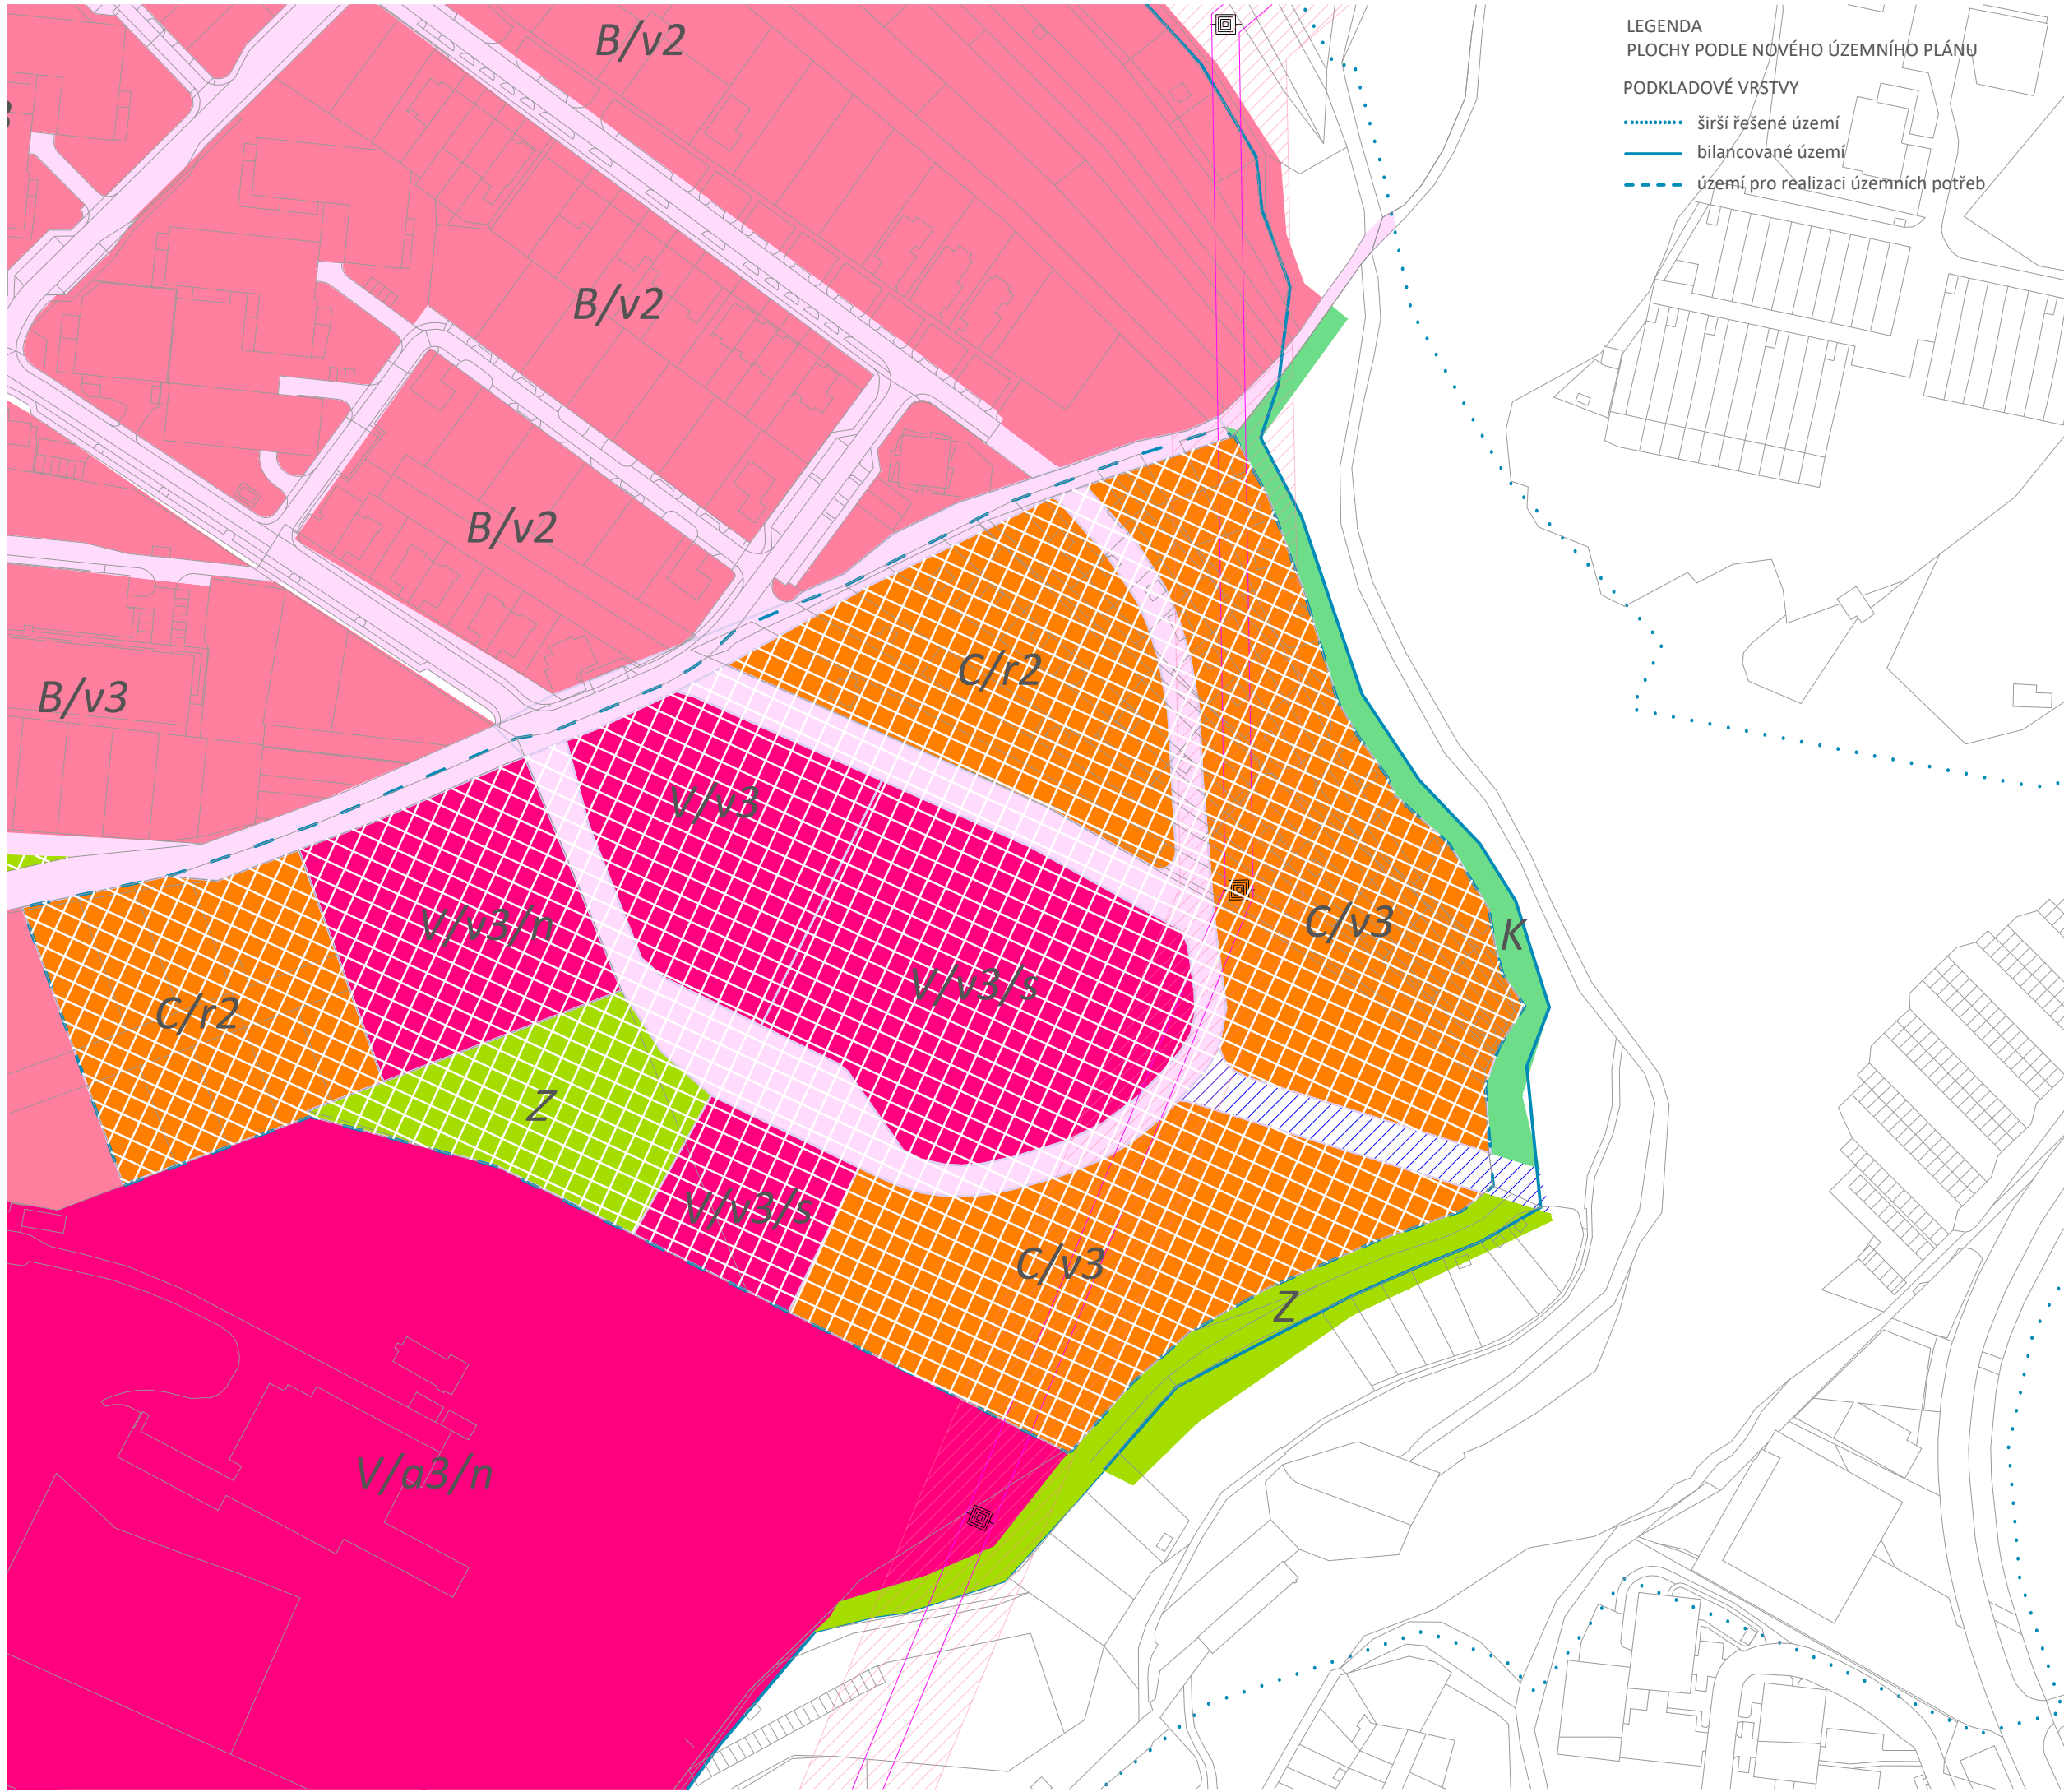 LEGENDA
PLOCHY PODLE NOVÉHO ÚZEMNÍHO PLÁNU
PODKLADOVÉ VRSTVY
širší řešené území
bilancované území
území pro realizaci územních potřeb
B/v2
B/v2
B/v2
B/v3
C/r2
V/v3
V/v3/n
C/v3
K
V/v3/s
C/r2
Z
V/v3/s
C/v3
Z
V/a3/n